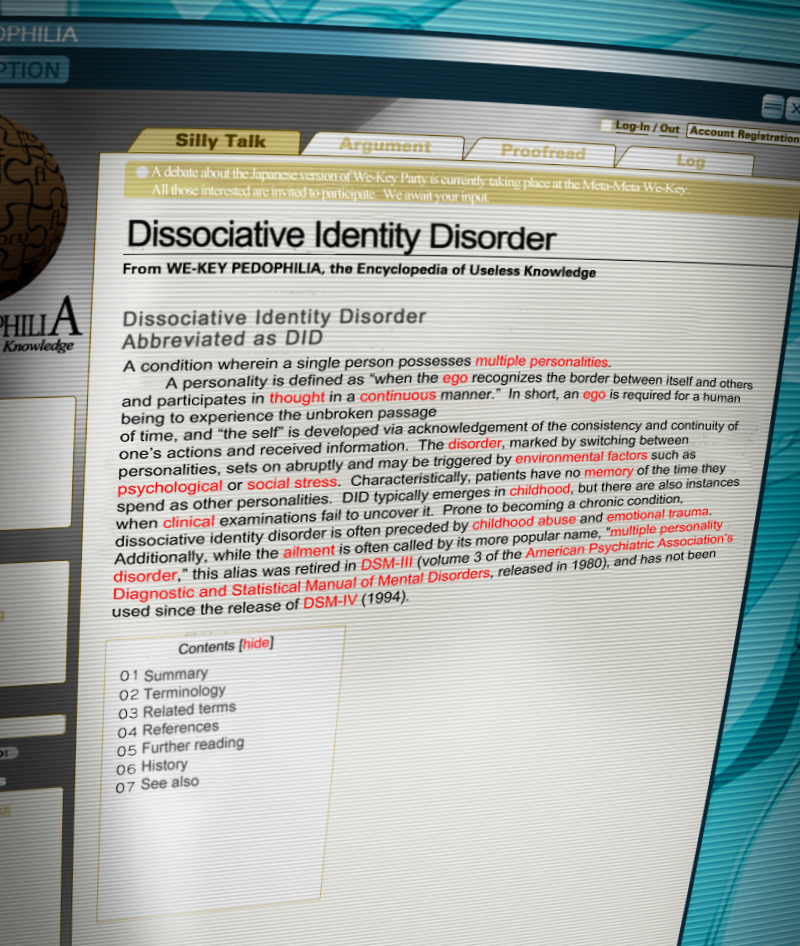 OPHILIA
PTION
Log-In / Out Account Registration
Silly Talk Argument Proofread Log
A debate about the Japanese version of We-Key Party is currently taking place at the Meta-Meta We-Key.
All those interested are invited to participate. We await your input.
Dissociative Identity Disorder
From WE-KEY PEDOPHILIA, the Encyclopedia of Useless Knowledge
PHILIA
Knowledge
Dissociative Identity Disorder
Abbreviated as DID
A condition wherein a single person possesses multiple personalities.
A personality is defined as “when the ego recognizes the border between itself and others
and participates in thought in a continuous manner.” In short, an ego is required for a human
being to experience the unbroken passage
of time, and “the self” is developed via acknowledgement of the consistency and continuity of
one’s actions and received information. The disorder, marked by switching between
personalities, sets on abruptly and may be triggered by environmental factors such as
psychological or social stress. Characteristically, patients have no memory of the time they
spend as other personalities. DID typically emerges in childhood, but there are also instances
when clinical examinations fail to uncover it. Prone to becoming a chronic condition,
dissociative identity disorder is often preceded by childhood abuse and emotional trauma.
Additionally, while the ailment is often called by its more popular name, “multiple personality
disorder,” this alias was retired in DSM-III (volume 3 of the American Psychiatric Association’s
Diagnostic and Statistical Manual of Mental Disorders, released in 1980), and has not been
used since the release of DSM-IV (1994).
Contents [hide]
01 Summary
02 Terminology
03 Related terms
04 References
05 Further reading
06 History
07 See also